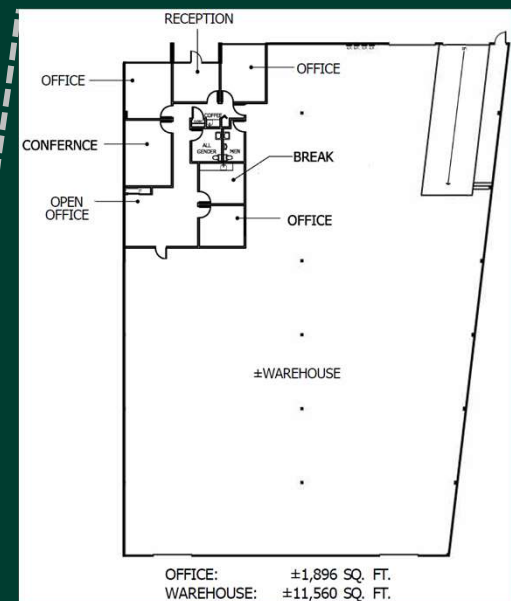 RECEPTION
OFFICE
OFFICE
CONFERNCE
COFFEE
ALL
GENDER
MEN
BREAK
OPEN
OFFICE
OFFICE
±WAREHOUSE
OFFICE: ±1,896 SQ. FT.
WAREHOUSE: ±11,560 SQ. FT.